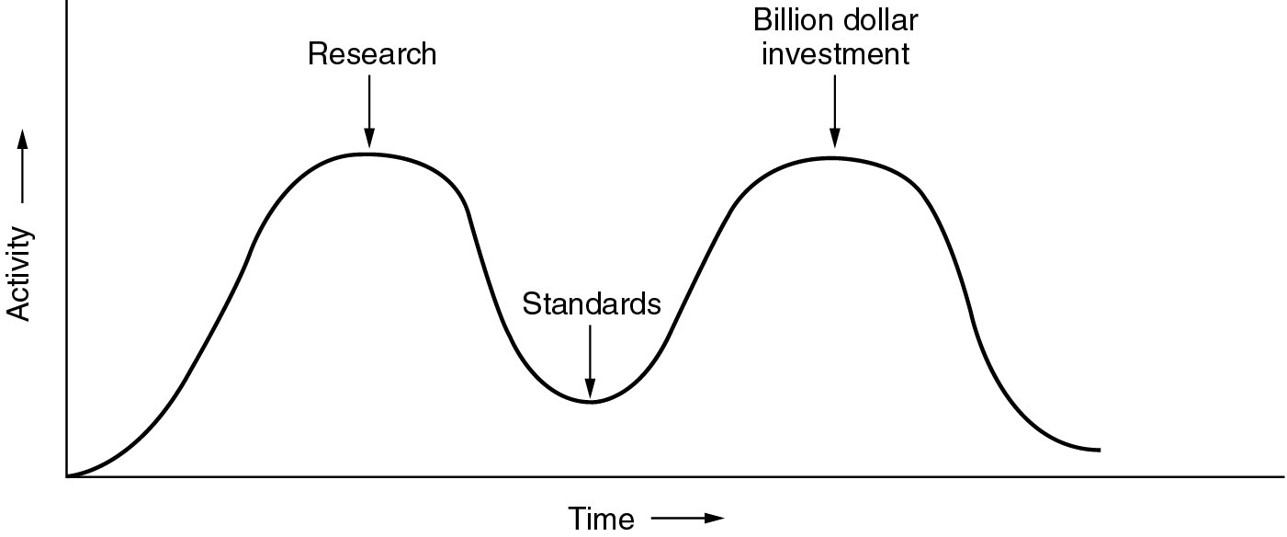 Billion dollar
investment
Research
Standards
Activity
Time